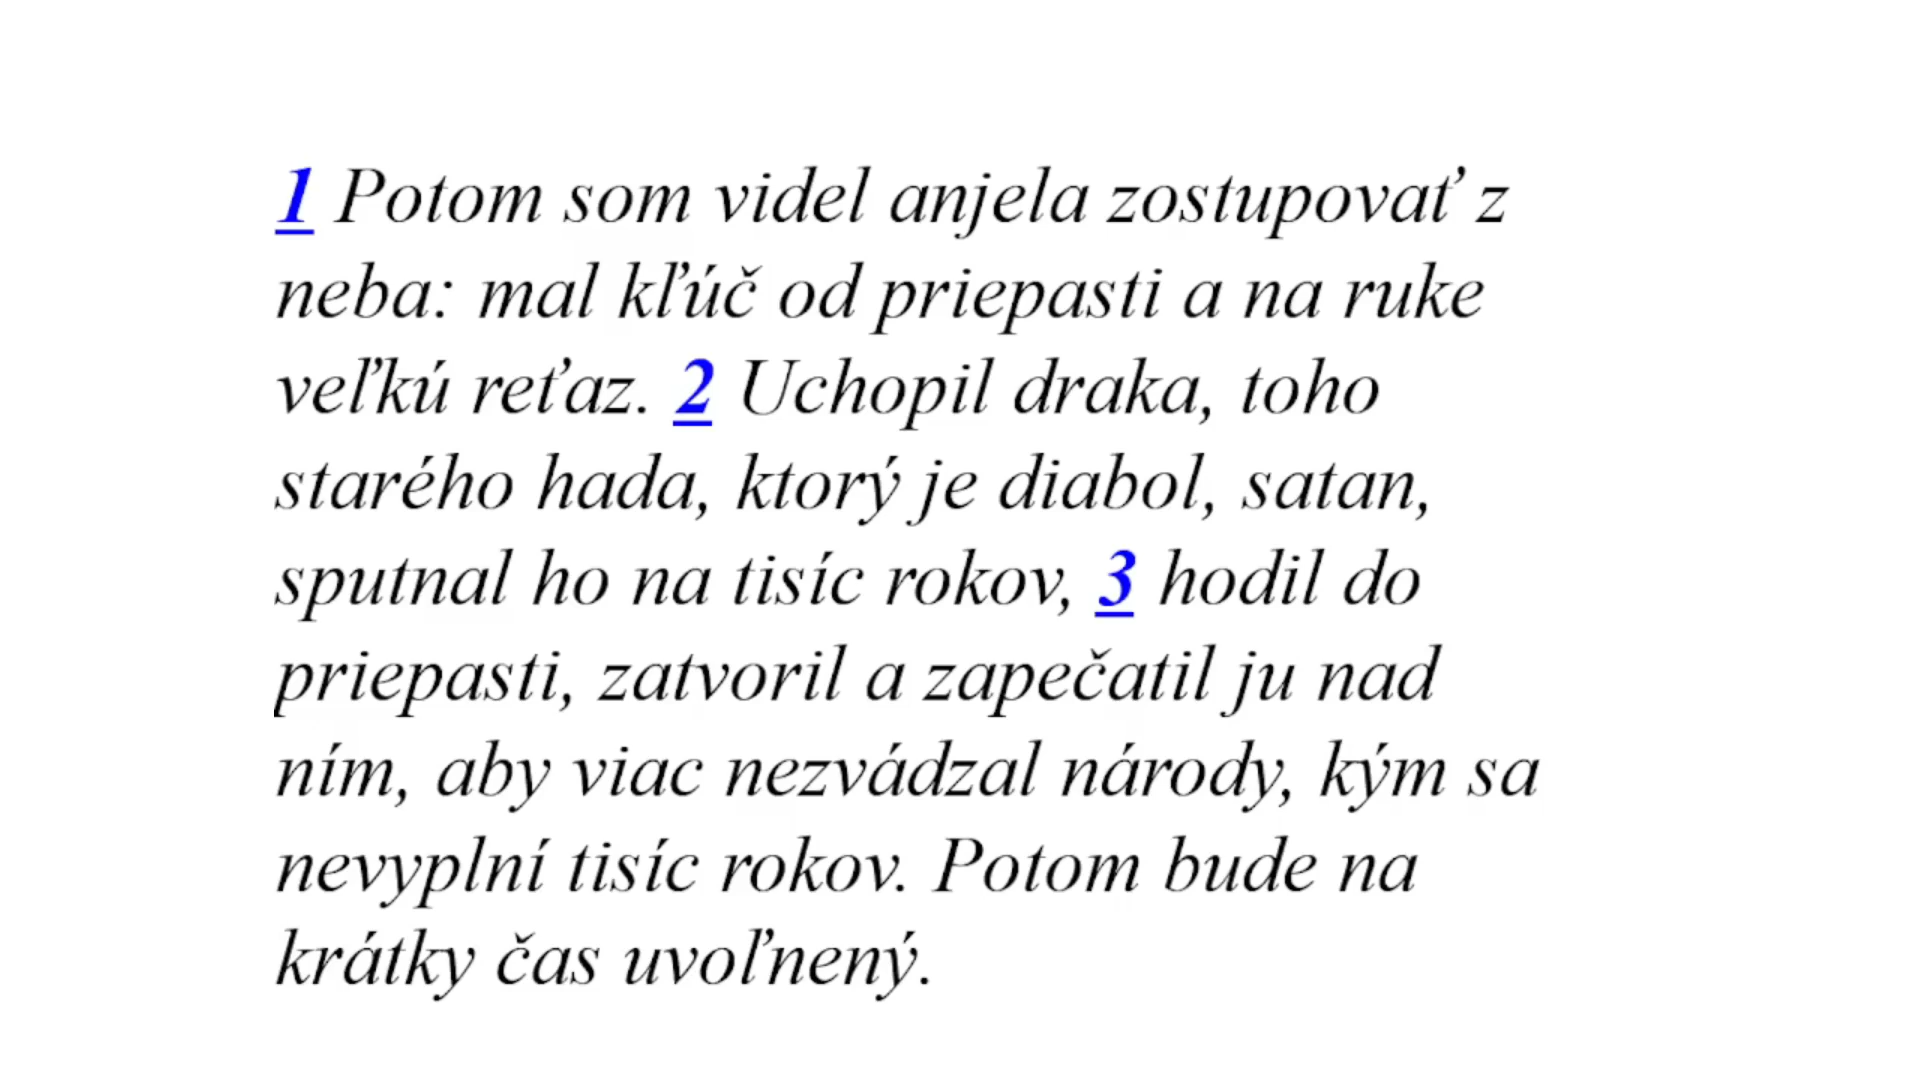 1 Potom som videl anjela zostupovať z
neba: mal kľúč od priepasti a na ruke
veľkú reťaz. 2 Uchopil draka, toho
starého hada, ktorý je diabol, satan,
sputnal ho na tisíc rokov, 3 hodil do
priepasti, zatvoril a zapečatil ju nad
ním, aby viac nezvádzal národy, kým sa
nevyplní tisíc rokov. Potom bude na
krátky čas uvoľnený.